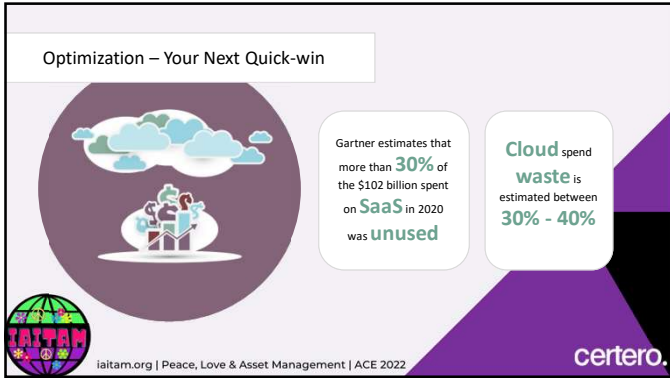 Optimization – Your Next Quick-win
Gartner estimates that
more than 30% of
the $102 billion spent
on SaaS in 2020
was unused
Cloud spend
waste is
estimated between
30% - 40%
IAITAM
iaitam.org | Peace, Love & Asset Management | ACE 2022
certero.